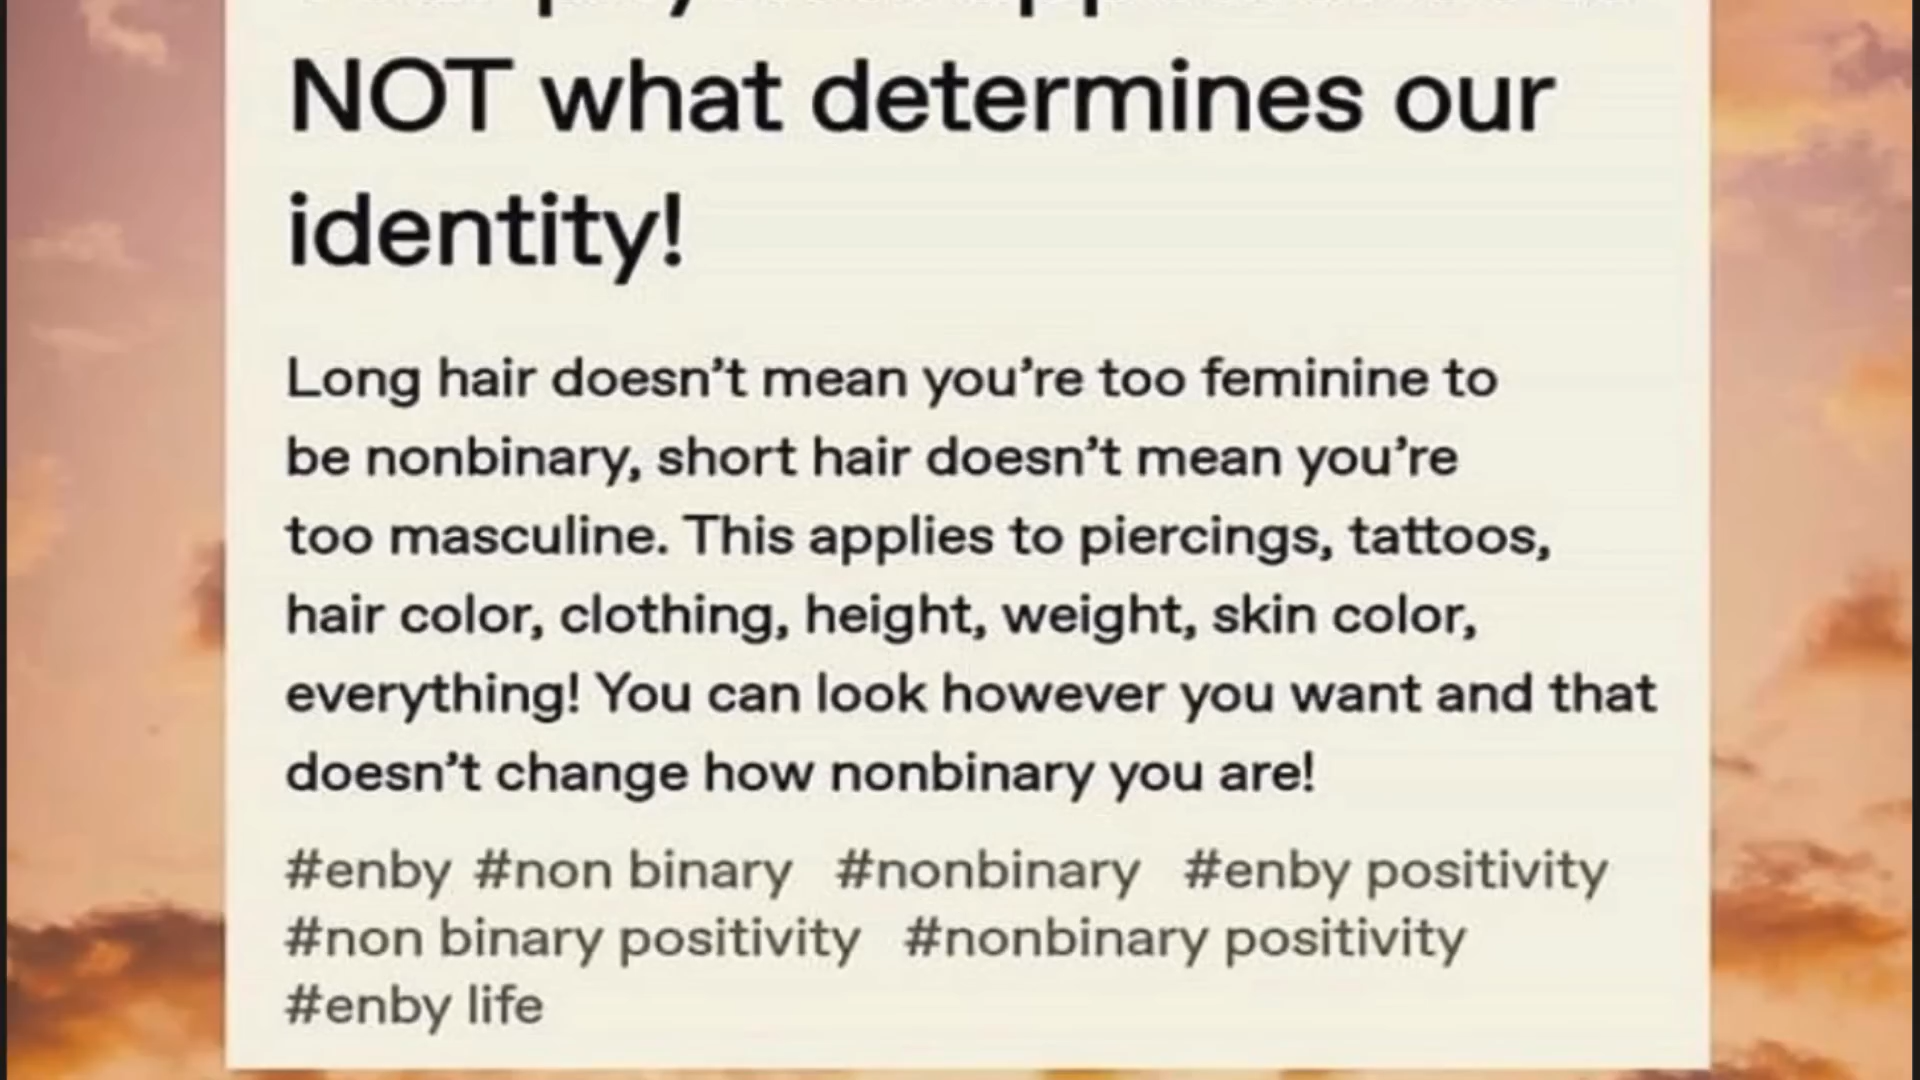 NOT what determines our
identity!
Long hair doesn’t mean you’re too feminine to
be nonbinary, short hair doesn’t mean you’re
too masculine. This applies to piercings, tattoos,
hair color, clothing, height, weight, skin color,
everything! You can look however you want and that
doesn’t change how nonbinary you are!
#enby #non binary #nonbinary #enby positivity
#non binary positivity #nonbinary positivity
#enby life